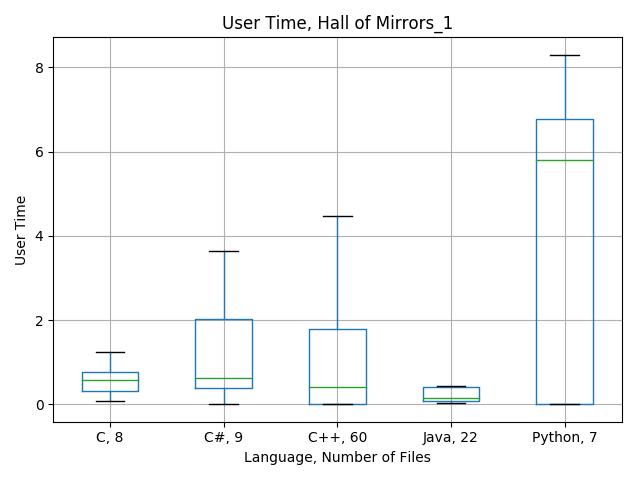 User Time, Hall of Mirrors_1
8
6
4
2
0
User Time
C, 8
C#, 9
C++, 60
Java, 22
Python, 7
Language, Number of Files